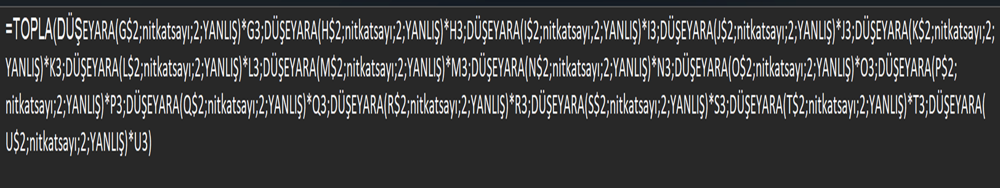 =TOPLA(DÜŞEYARA(G$2;nitkatsayı;2;YANLIŞ)*G3;DÜŞEYARA(H$2;nitkatsayı;2;YANLIŞ)*H3;DÜŞEYARA(I$2;nitkatsayı;2;YANLIŞ)*I3;DÜŞEYARA(J$2;nitkatsayı;2;YANLIŞ)*J3;DÜŞEYARA(K$2;nitkatsayı;2;
YANLIŞ)*K3;DÜŞEYARA(L$2;nitkatsayı;2;YANLIŞ)*L3;DÜŞEYARA(M$2;nitkatsayı;2;YANLIŞ)*M3;DÜŞEYARA(N$2;nitkatsayı;2;YANLIŞ)*N3;DÜŞEYARA(O$2;nitkatsayı;2;YANLIŞ)*O3;DÜŞEYARA(P$2;
nitkatsayı;2;YANLIŞ)*P3;DÜŞEYARA(Q$2;nitkatsayı;2;YANLIŞ)*Q3;DÜŞEYARA(R$2;nitkatsayı;2;YANLIŞ)*R3;DÜŞEYARA(S$2;nitkatsayı;2;YANLIŞ)*S3;DÜŞEYARA(T$2;nitkatsayı;2;YANLIŞ)*T3;DÜŞEYARA(
U$2;nitkatsayı;2;YANLIŞ)*U3)